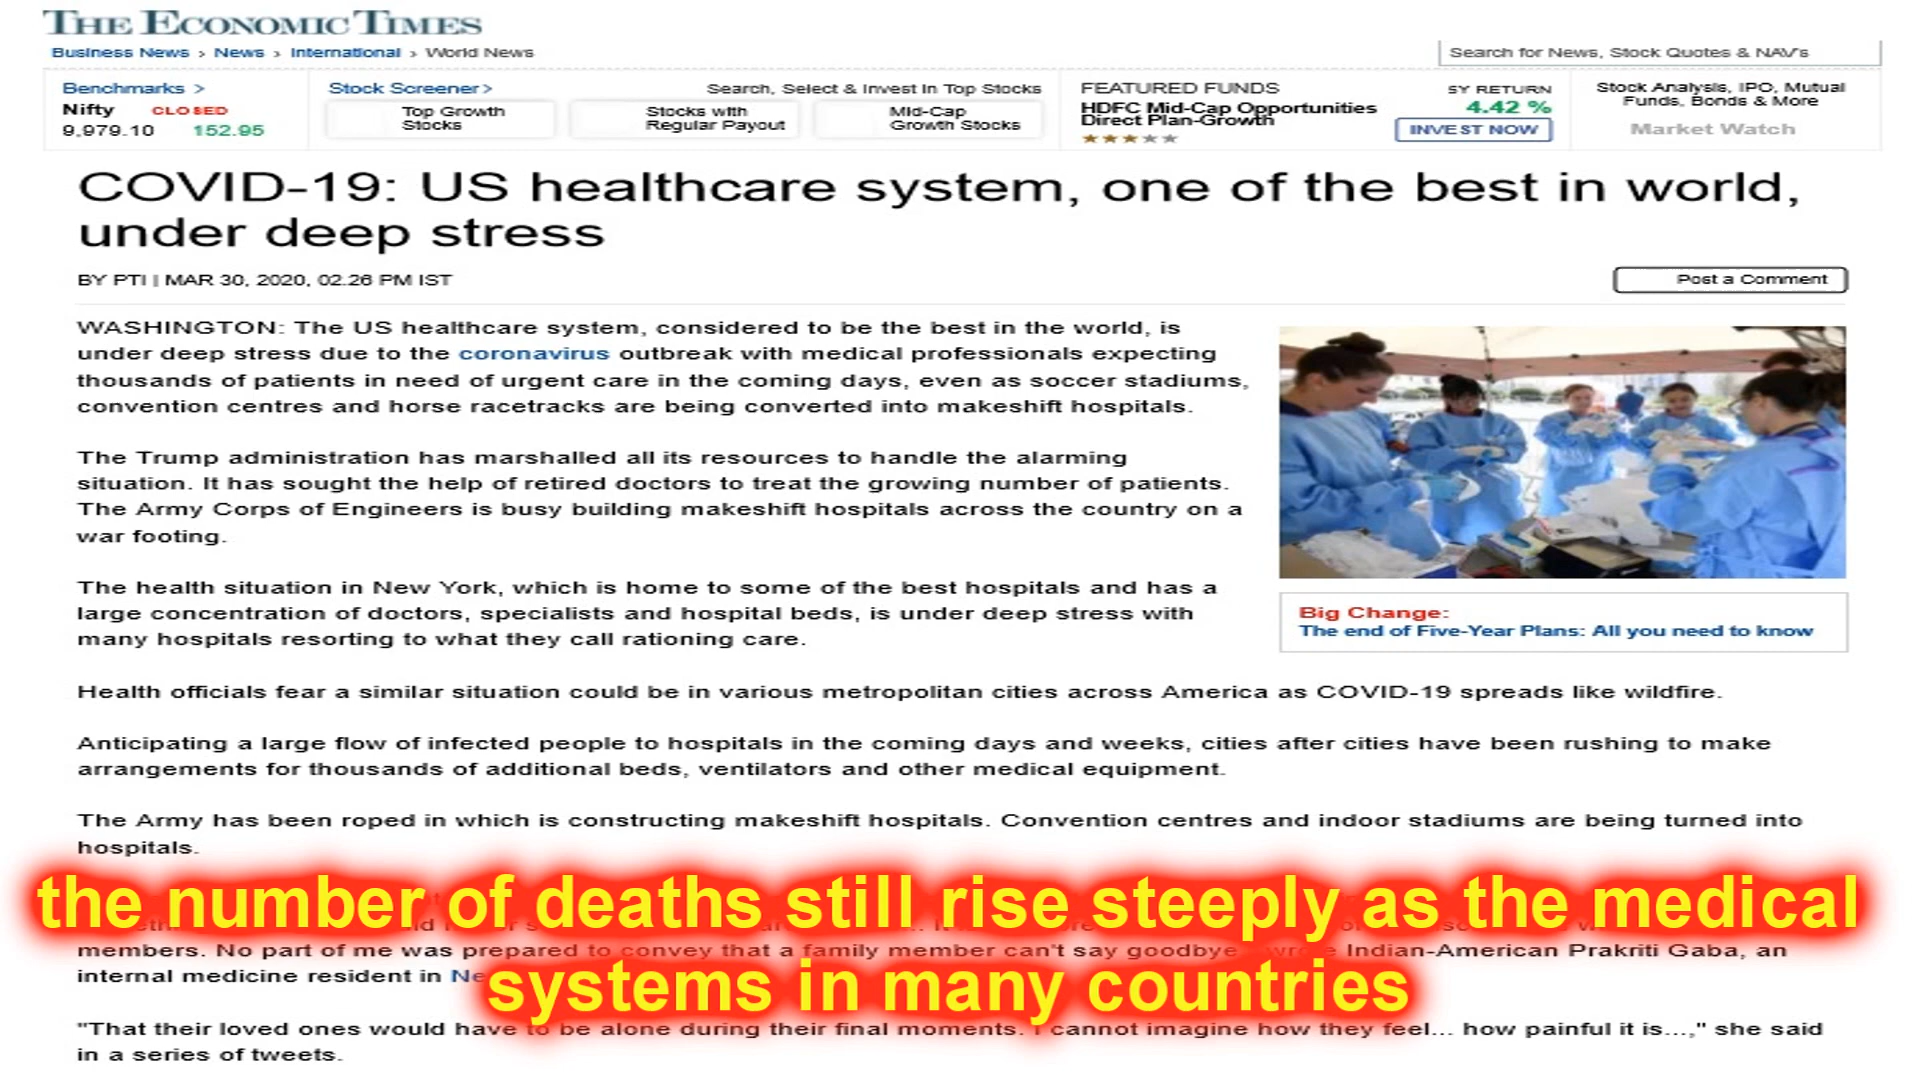 THE ECONOMIC TIMES
Business News › News › International › World News
Search for News, Stock Quotes & NAV's
Benchmarks >
Nifty CLOSED
9,979.10 152.95
Stock Screener >
Search, Select & Invest In Top Stocks
Top Growth
Stocks
Stocks with
Regular Payout
Mid-Cap
Growth Stocks
FEATURED FUNDS
HDFC Mid-Cap Opportunities
Direct Plan-Growth
★★★★★
5Y RETURN
4.42 %
INVEST NOW
Stock Analysis, IPO, Mutual
Funds, Bonds & More
Market Watch
COVID-19: US healthcare system, one of the best in world,
under deep stress
BY PTI | MAR 30, 2020, 02.26 PM IST
Post a Comment
WASHINGTON: The US healthcare system, considered to be the best in the world, is
under deep stress due to the coronavirus outbreak with medical professionals expecting
thousands of patients in need of urgent care in the coming days, even as soccer stadiums,
convention centres and horse racetracks are being converted into makeshift hospitals.
The Trump administration has marshalled all its resources to handle the alarming
situation. It has sought the help of retired doctors to treat the growing number of patients.
The Army Corps of Engineers is busy building makeshift hospitals across the country on a
war footing.
The health situation in New York, which is home to some of the best hospitals and has a
large concentration of doctors, specialists and hospital beds, is under deep stress with
many hospitals resorting to what they call rationing care.
Big Change:
The end of Five-Year Plans: All you need to know
Health officials fear a similar situation could be in various metropolitan cities across America as COVID-19 spreads like wildfire.
Anticipating a large flow of infected people to hospitals in the coming days and weeks, cities after cities have been rushing to make
arrangements for thousands of additional beds, ventilators and other medical equipment.
The Army has been roped in which is constructing makeshift hospitals. Convention centres and indoor stadiums are being turned into
hospitals.
the number of deaths still rise steeply as the medical
members. No part of me was prepared to convey that a family member can't say goodbye wrote Indian-American Prakriti Gaba, an
internal medicine resident in
systems in many countries
"That their loved ones would have to be alone during their final moments. I cannot imagine how they feel... how painful it is...," she said
in a series of tweets.